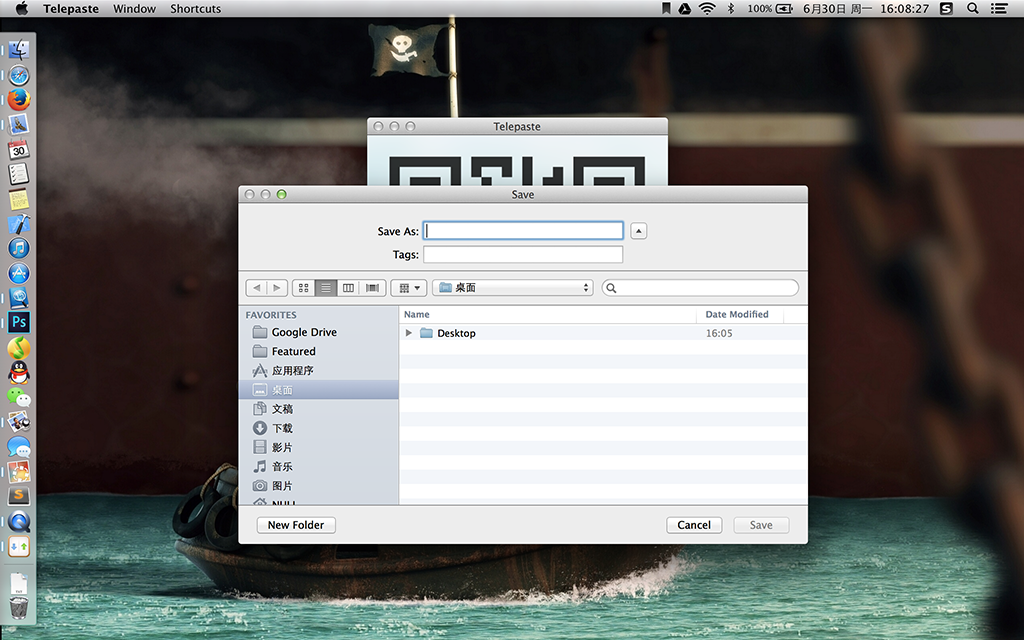 Telepaste Window Shortcuts 100% 6月30日 周一 16:08:27
Telepaste
Save
Save As:
Tags:
桌面
FAVORITES
Google Drive
Featured
应用程序
桌面
文稿
下载
影片
音乐
图片
NULL
Name Date Modified
Desktop 16:05
New Folder Cancel Save
30
Ps
S
TXT